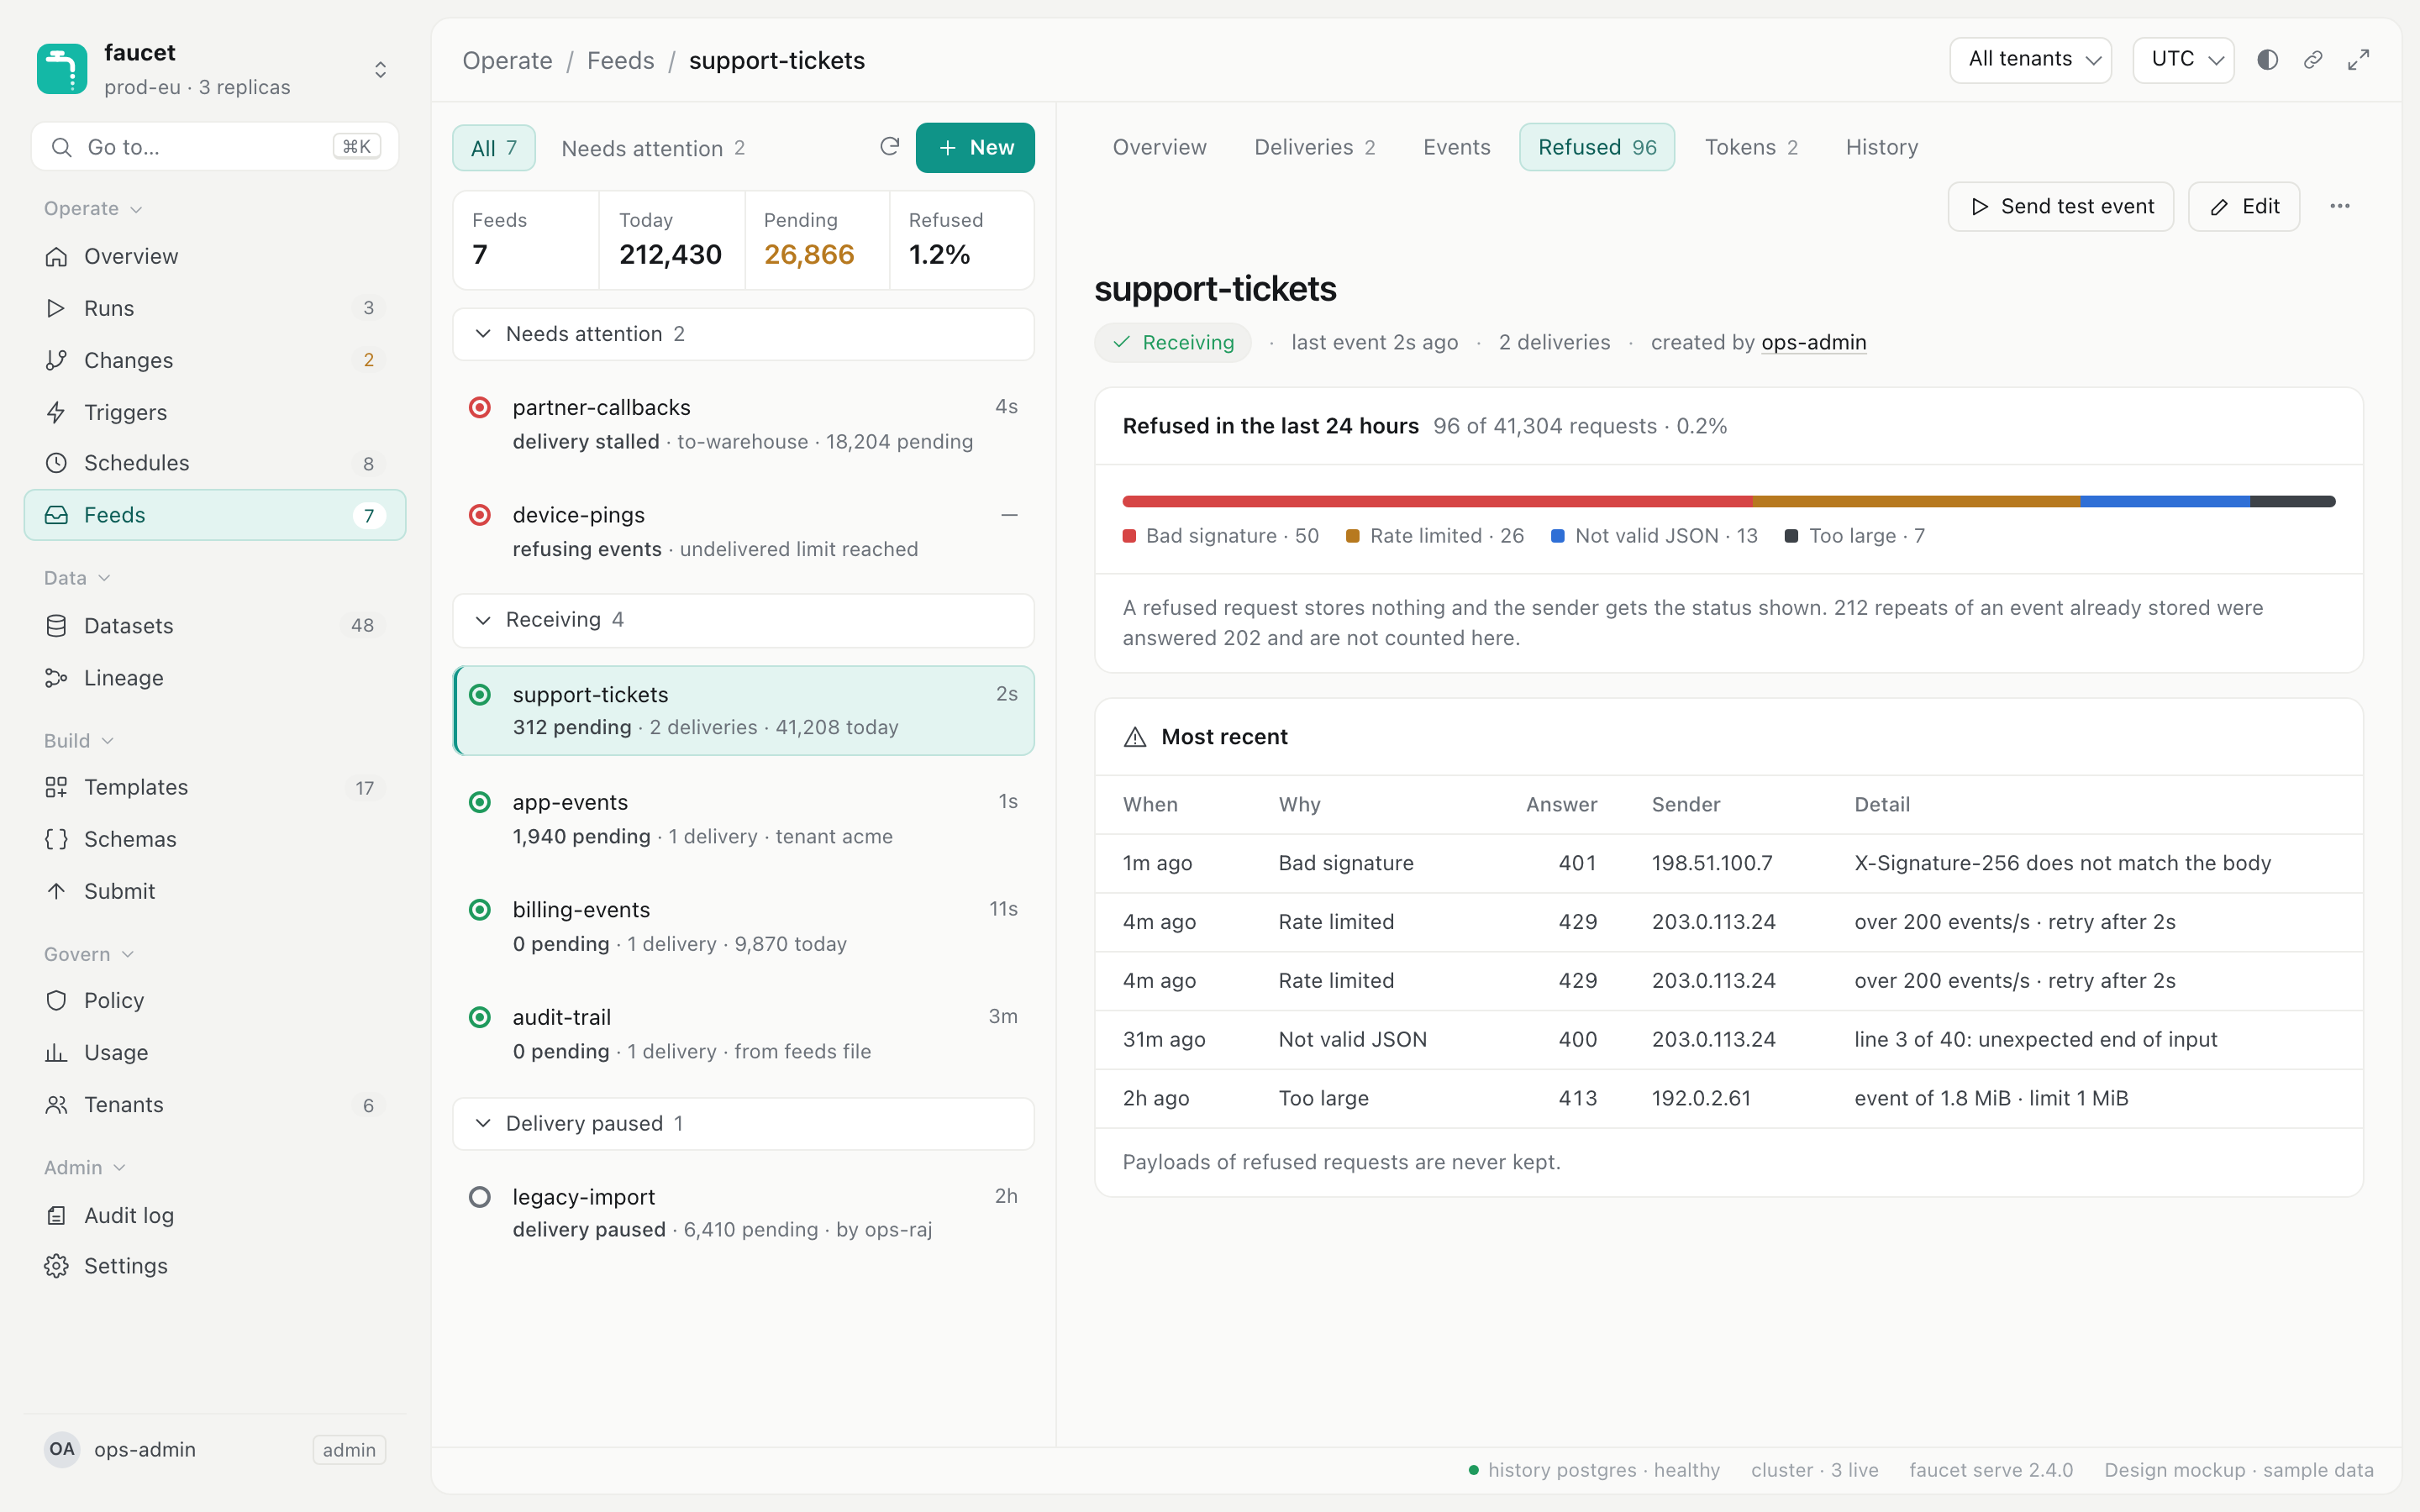 faucet
prod-eu · 3 replicas
Go to...
⌘K
Operate
Overview
Runs 3
Changes 2
Triggers
Schedules 8
Feeds 7
Data
Datasets 48
Lineage
Build
Templates 17
Schemas
Submit
Govern
Policy
Usage
Tenants 6
Admin
Audit log
Settings
OA ops-admin admin
Operate / Feeds / support-tickets
All tenants
UTC
All 7
Needs attention 2
New
Feeds
7
Today
212,430
Pending
26,866
Refused
1.2%
Needs attention 2
partner-callbacks 4s
delivery stalled · to-warehouse · 18,204 pending
device-pings —
refusing events · undelivered limit reached
Receiving 4
support-tickets 2s
312 pending · 2 deliveries · 41,208 today
app-events 1s
1,940 pending · 1 delivery · tenant acme
billing-events 11s
0 pending · 1 delivery · 9,870 today
audit-trail 3m
0 pending · 1 delivery · from feeds file
Delivery paused 1
legacy-import 2h
delivery paused · 6,410 pending · by ops-raj
Overview Deliveries 2 Events Refused 96 Tokens 2 History
Send test event
Edit
support-tickets
Receiving · last event 2s ago · 2 deliveries · created by ops-admin
Refused in the last 24 hours 96 of 41,304 requests · 0.2%
Bad signature · 50 Rate limited · 26 Not valid JSON · 13 Too large · 7
A refused request stores nothing and the sender gets the status shown. 212 repeats of an event already stored were
answered 202 and are not counted here.
Most recent
When Why Answer Sender Detail
1m ago Bad signature 401 198.51.100.7 X-Signature-256 does not match the body
4m ago Rate limited 429 203.0.113.24 over 200 events/s · retry after 2s
4m ago Rate limited 429 203.0.113.24 over 200 events/s · retry after 2s
31m ago Not valid JSON 400 203.0.113.24 line 3 of 40: unexpected end of input
2h ago Too large 413 192.0.2.61 event of 1.8 MiB · limit 1 MiB
Payloads of refused requests are never kept.
history postgres · healthy cluster · 3 live faucet serve 2.4.0 Design mockup · sample data